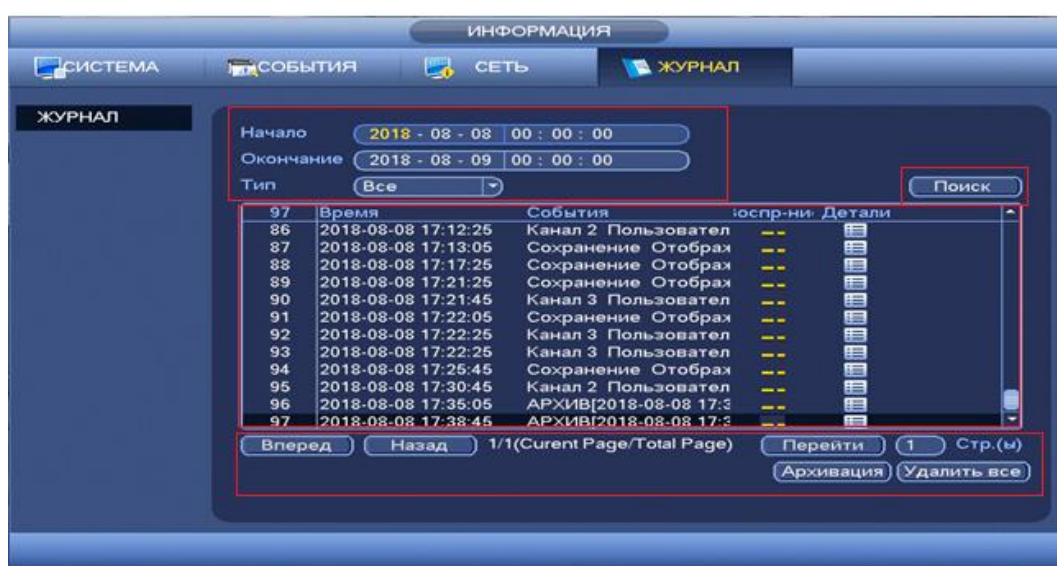 ИНФОРМАЦИЯ
СИСТЕМА СОБЫТИЯ СЕТЬ ЖУРНАЛ
ЖУРНАЛ
Начало 2018 - 08 - 08 00 : 00 : 00
Окончание 2018 - 08 - 09 00 : 00 : 00
Тип Все
Поиск
97 Время События Воспр-ни Детали
86 2018-08-08 17:12:25 Канал 2 Пользовател --
87 2018-08-08 17:13:05 Сохранение Отображ --
88 2018-08-08 17:17:25 Сохранение Отображ --
89 2018-08-08 17:21:25 Сохранение Отображ --
90 2018-08-08 17:21:45 Канал 3 Пользовател --
91 2018-08-08 17:22:05 Сохранение Отображ --
92 2018-08-08 17:22:25 Канал 3 Пользовател --
93 2018-08-08 17:22:25 Канал 3 Пользовател --
94 2018-08-08 17:25:45 Сохранение Отображ --
95 2018-08-08 17:30:45 Канал 2 Пользовател --
96 2018-08-08 17:35:05 АРХИВ[2018-08-08 17:3 --
97 2018-08-08 17:38:45 АРХИВ[2018-08-08 17:3 --
Вперед Назад 1/1(Curent Page/Total Page) Перейти 1 Стр.(ы)
Архивация Удалить все